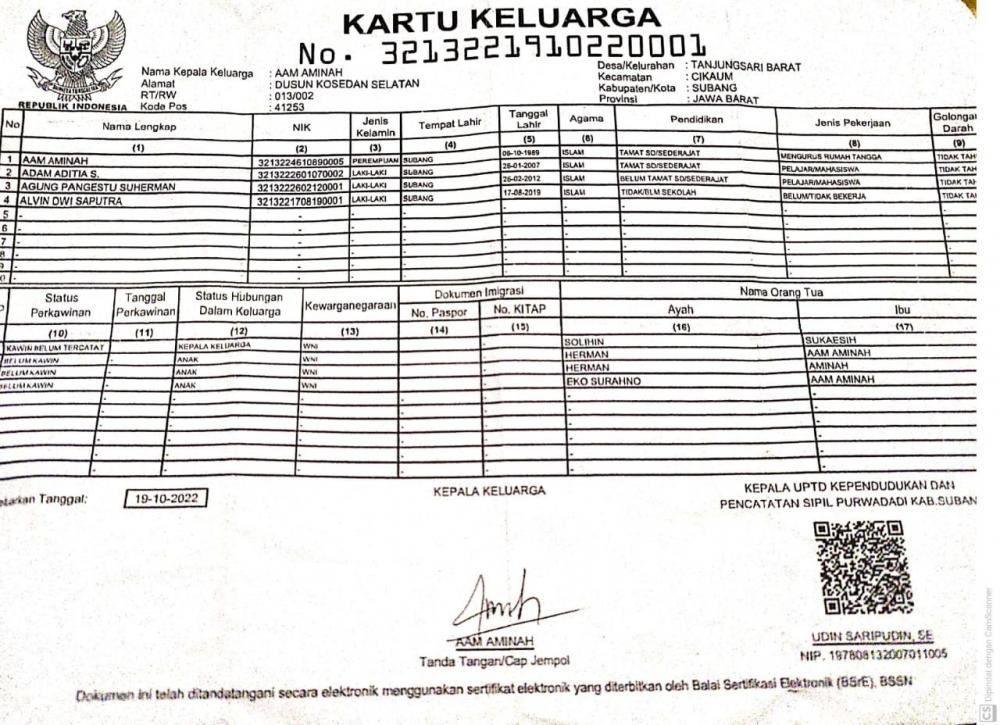 KARTU KELUARGA
No. 3213221910220001
REPUBLIK INDONESIA
Nama Kepala Keluarga : AAM AMINAH
Alamat : DUSUN KOSEDAN SELATAN
RT/RW : 013/002
Kode Pos : 41253
Desa/Kelurahan : TANJUNGSARI BARAT
Kecamatan : CIKAUM
Kabupaten/Kota : SUBANG
Provinsi : JAWA BARAT
No Nama Lengkap NIK Jenis Kelamin Tempat Lahir Tanggal Lahir Agama Pendidikan Jenis Pekerjaan Golongan Darah
(1) (2) (3) (4) (5) (6) (7) (8) (9)
1 AAM AMINAH 3213224610890005 PEREMPUAN SUBANG 06-10-1989 ISLAM TAMAT SD/SEDERAJAT MENGURUS RUMAH TANGGA TIDAK TAH
2 ADAM ADITIA S. 3213222601070002 LAKI-LAKI SUBANG 26-01-2007 ISLAM TAMAT SD/SEDERAJAT PELAJAR/MAHASISWA TIDAK TAH
3 AGUNG PANGESTU SUHERMAN 3213222602120001 LAKI-LAKI SUBANG 26-02-2012 ISLAM BELUM TAMAT SD/SEDERAJAT PELAJAR/MAHASISWA TIDAK TAH
4 ALVIN DWI SAPUTRA 3213221708190001 LAKI-LAKI SUBANG 17-08-2019 ISLAM TIDAK/BLM SEKOLAH BELUM/TIDAK BEKERJA TIDAK TAH
5 - - - - - - - -
6 - - - - - - - -
7 - - - - - - - -
8 - - - - - - - -
9 - - - - - - - -
0 - - - - - - - -
Status Perkawinan Tanggal Perkawinan Status Hubungan Dalam Keluarga Kewarganegaraan Dokumen Imigrasi Nama Orang Tua
No. Paspor No. KITAP Ayah Ibu
(10) (11) (12) (13) (14) (15) (16) (17)
KAWIN BELUM TERCATAT - KEPALA KELUARGA WNI SOLIHIN SUKAESIH
BELUM KAWIN - ANAK WNI HERMAN AAM AMINAH
BELUM KAWIN - ANAK WNI HERMAN AMINAH
BELUM KAWIN - ANAK WNI EKO SURAHNO AAM AMINAH
Tanggal: 19-10-2022
KEPALA KELUARGA
KEPALA UPTD KEPENDUDUKAN DAN
PENCATATAN SIPIL PURWADADI KAB.SUBAN
AAM AMINAH
Tanda Tangan/Cap Jempol
UDIN SARIPUDIN, SE
NIP. 197808132007011005
Dokumen ini telah ditandatangani secara elektronik menggunakan sertifikat elektronik yang diterbitkan oleh Balai Sertifikasi Elektronik (BSrE), BSSN
CS Dipindai dengan CamScanner